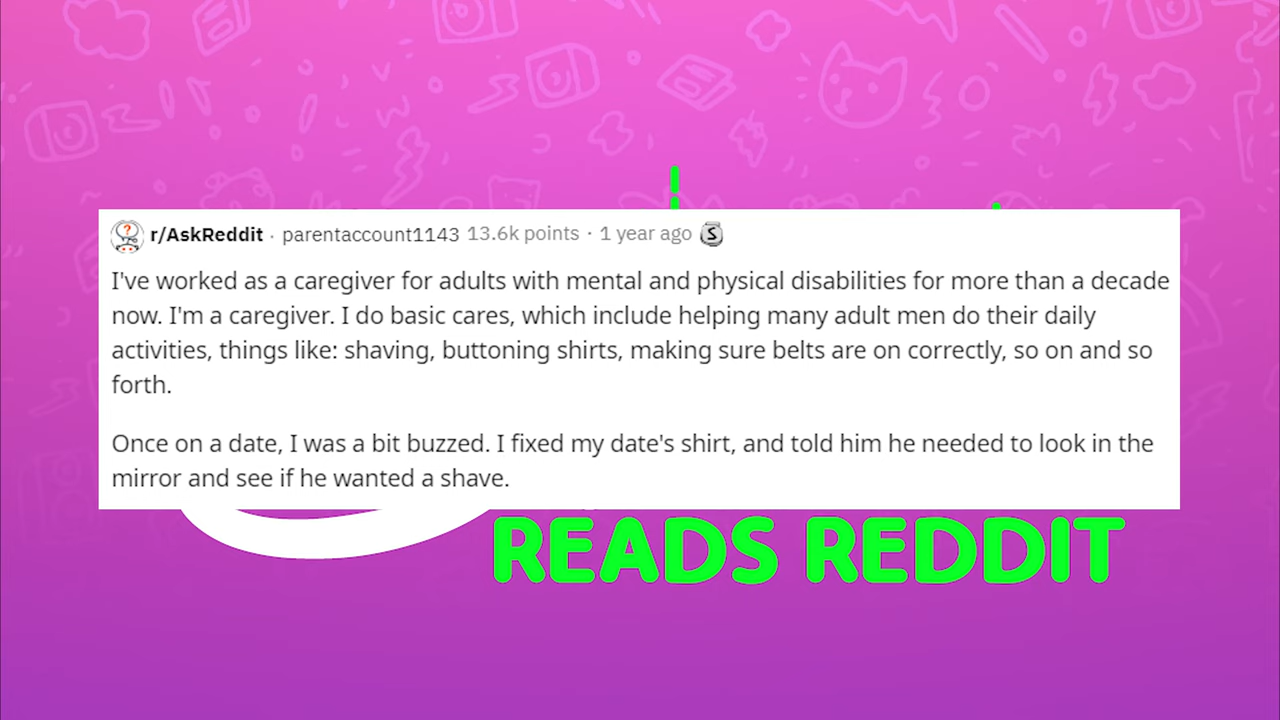 r/AskReddit · parentaccount1143 13.6k points · 1 year ago S
I've worked as a caregiver for adults with mental and physical disabilities for more than a decade
now. I'm a caregiver. I do basic cares, which include helping many adult men do their daily
activities, things like: shaving, buttoning shirts, making sure belts are on correctly, so on and so
forth.
Once on a date, I was a bit buzzed. I fixed my date's shirt, and told him he needed to look in the
mirror and see if he wanted a shave.
READS REDDIT